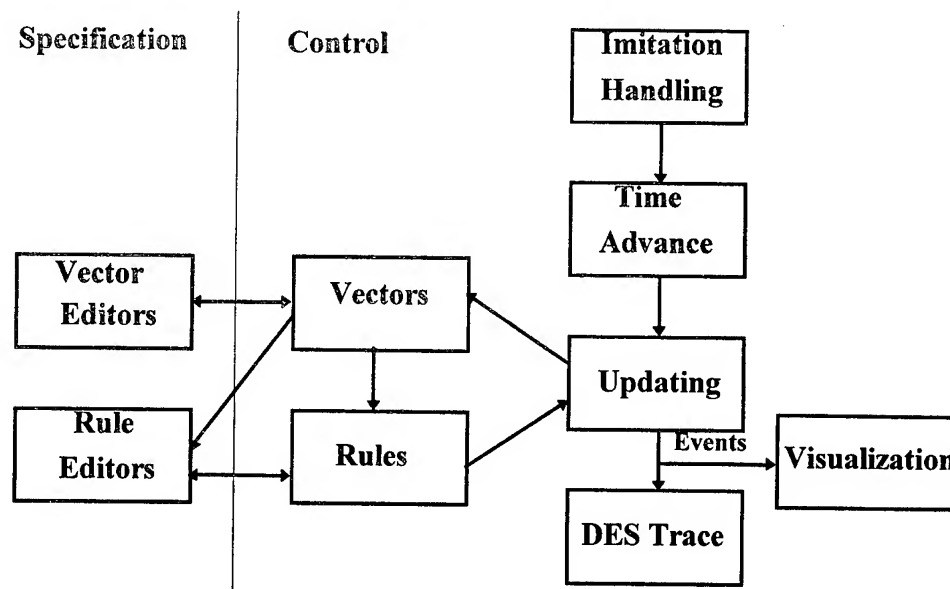 Specification
Control
Imitation
Handling
Time
Advance
Vector
Editors
Vectors
Updating
Rule
Editors
Rules
Events
Visualization
DES Trace